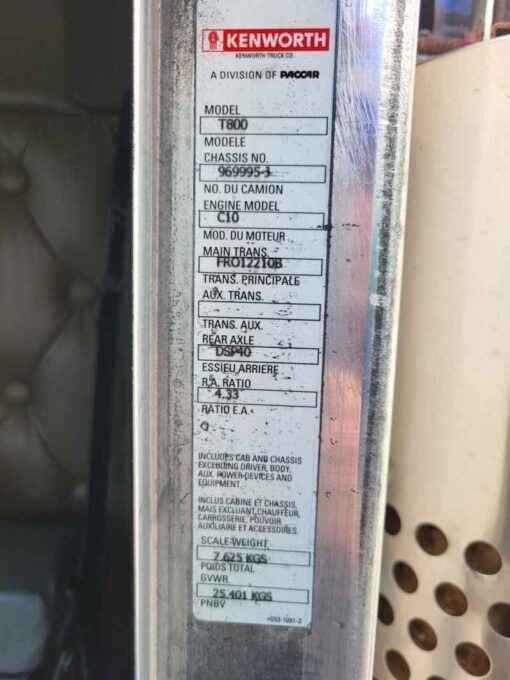 KENWORTH
KENWORTH TRUCK CO.
A DIVISION OF PACCAR
MODEL
T800
MODELE
CHASSIS NO.
969995-J
NO. DU CAMION
ENGINE MODEL
C10
MOD. DU MOTEUR
MAIN TRANS.
FRO12210B
TRANS. PRINCIPALE
AUX. TRANS.
TRANS. AUX.
REAR AXLE
DSP40
ESSIEU ARRIERE
R.A. RATIO
4.33
RATIO E.A.
INCLUDES CAB AND CHASSIS
EXCLUDING DRIVER, BODY,
AUX. POWER-DEVICES AND
EQUIPMENT.
INCLUS CABINE ET CHASSIS,
MAIS EXCLUANT, CHAUFFEUR,
CARROSSERIE, POUVOIR
AUXILIAIRE ET ACCESSOIRES.
SCALE-WEIGHT
7.625 KGS
POIDS TOTAL
GVWR
25.401 KGS
PNBV